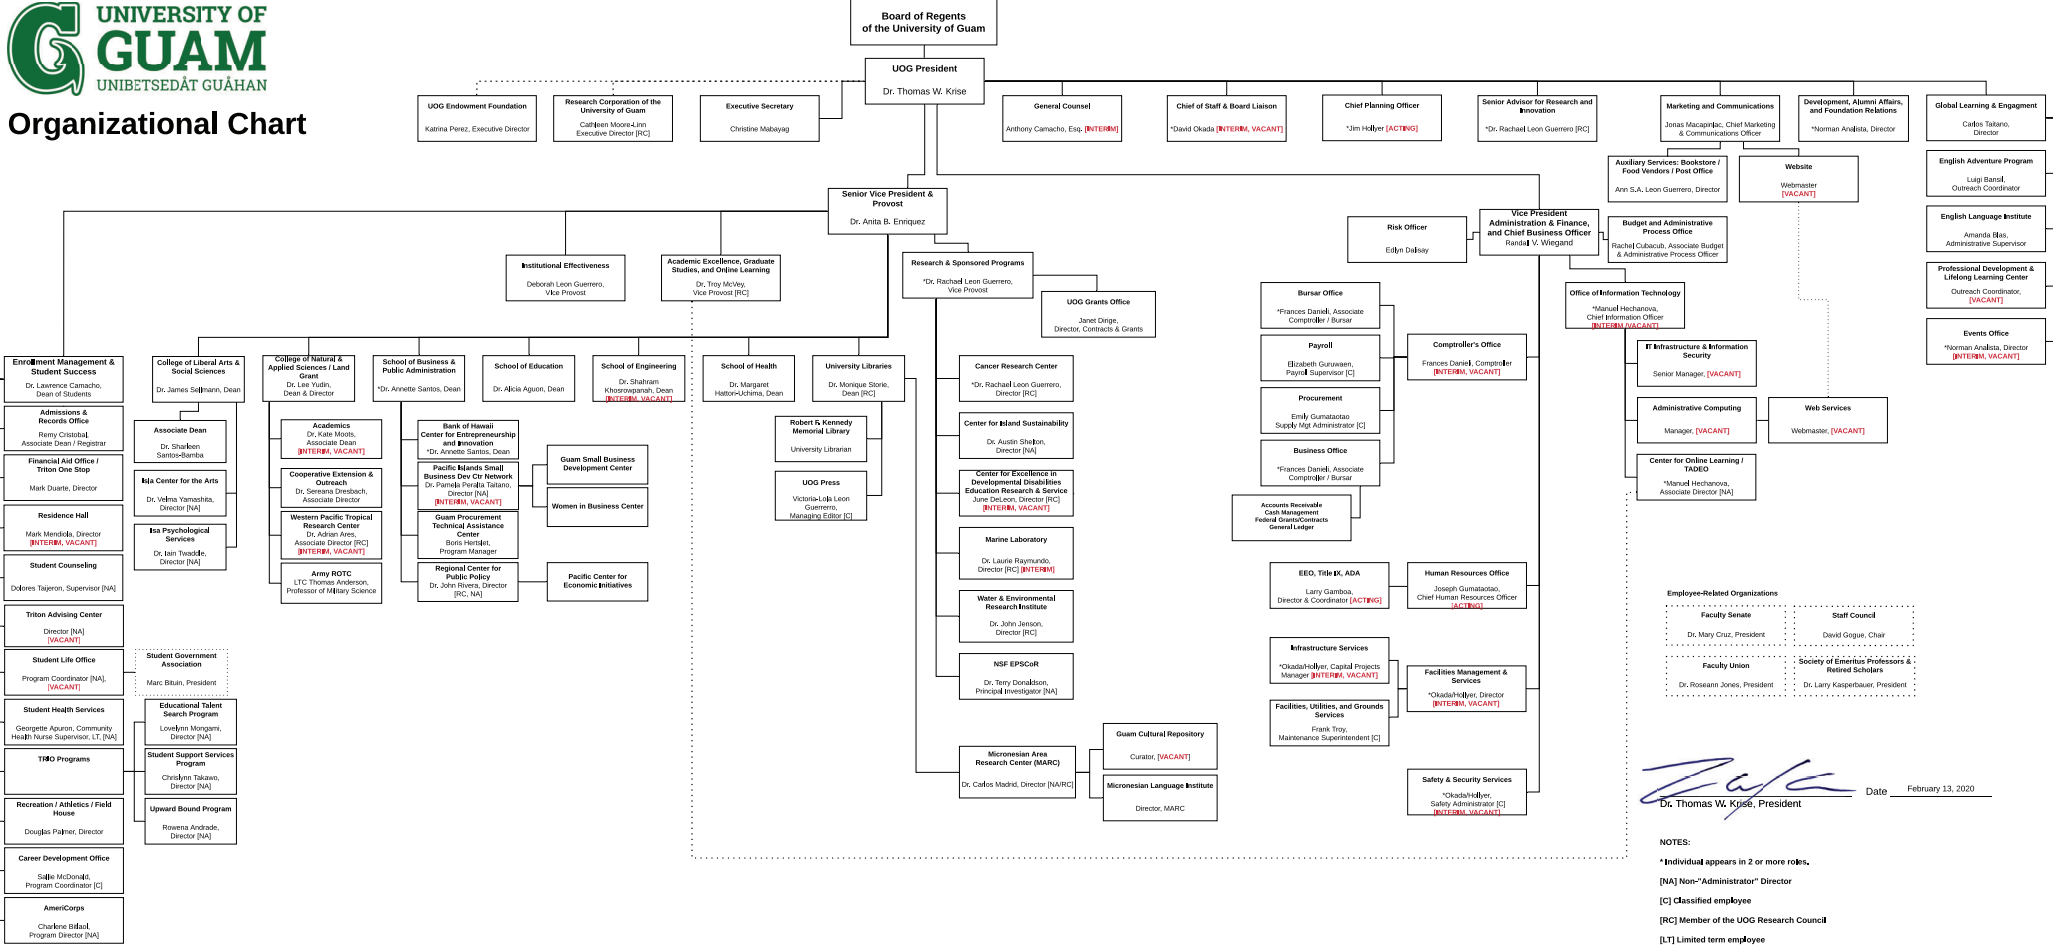 UNIVERSITY OF
GUAM
UNIBETSEDÅT GUÅHAN
Organizational Chart
Board of Regents
of the University of Guam
UOG President
Dr. Thomas W. Krise
UOG Endowment Foundation
Katrina Perez, Executive Director
Research Corporation of the
University of Guam
Cathleen Moore-Linn
Executive Director [RC]
Executive Secretary
Christine Mabayag
General Counsel
Anthony Camacho, Esq. [INTERIM]
Chief of Staff & Board Liaison
*David Okada [INTERIM, VACANT]
Chief Planning Officer
*Jim Hollyer [ACTING]
Senior Advisor for Research and
Innovation
*Dr. Rachael Leon Guerrero [RC]
Marketing and Communications
Jonas Macapinlac, Chief Marketing
& Communications Officer
Development, Alumni Affairs,
and Foundation Relations
*Norman Analista, Director
Global Learning & Engagment
Carlos Taitano,
Director
Auxiliary Services: Bookstore /
Food Vendors / Post Office
Ann S.A. Leon Guerrero, Director
Website
Webmaster
[VACANT]
English Adventure Program
Luigi Bansil,
Outreach Coordinator
English Language Institute
Amanda Blas,
Administrative Supervisor
Professional Development &
Lifelong Learning Center
Outreach Coordinator,
[VACANT]
Events Office
*Norman Analista, Director
[INTERIM, VACANT]
Senior Vice President &
Provost
Dr. Anita B. Enriquez
Risk Officer
Edlyn Dalisay
Vice President
Administration & Finance,
and Chief Business Officer
Randall V. Wiegand
Budget and Administrative
Process Office
Rachel Cubacub, Associate Budget
& Administrative Process Officer
Institutional Effectiveness
Deborah Leon Guerrero,
Vice Provost
Academic Excellence, Graduate
Studies, and Online Learning
Dr. Troy McVey,
Vice Provost [RC]
Research & Sponsored Programs
*Dr. Rachael Leon Guerrero,
Vice Provost
UOG Grants Office
Janet Dirige,
Director, Contracts & Grants
Bursar Office
*Frances Danieli, Associate
Comptroller / Bursar
Payroll
Elizabeth Guruwaen,
Payroll Supervisor [C]
Procurement
Emily Gumataotao
Supply Mgt Administrator [C]
Business Office
*Frances Danieli, Associate
Comptroller / Bursar
Accounts Receivable
Cash Management
Federal Grants/Contracts
General Ledger
Comptroller's Office
Frances Danieli, Comptroller
[INTERIM, VACANT]
Office of Information Technology
*Manuel Hechanova,
Chief Information Officer
[INTERIM /VACANT]
IT Infrastructure & Information
Security
Senior Manager, [VACANT]
Administrative Computing
Manager, [VACANT]
Web Services
Webmaster, [VACANT]
Center for Online Learning /
TADEO
*Manuel Hechanova,
Associate Director [NA]
Enrollment Management &
Student Success
Dr. Lawrence Camacho,
Dean of Students
College of Liberal Arts &
Social Sciences
Dr. James Sellmann, Dean
College of Natural &
Applied Sciences / Land
Grant
Dr. Lee Yudin,
Dean & Director
School of Business &
Public Administration
*Dr. Annette Santos, Dean
School of Education
Dr. Alicia Aguon, Dean
School of Engineering
Dr. Shahram
Khosrowpanah, Dean
[INTERIM, VACANT]
School of Health
Dr. Margaret
Hattori-Uchima, Dean
University Libraries
Dr. Monique Storie,
Dean [RC]
Cancer Research Center
*Dr. Rachael Leon Guerrero,
Director [RC]
Admissions &
Records Office
Remy Cristobal,
Associate Dean / Registrar
Financial Aid Office /
Triton One Stop
Mark Duarte, Director
Residence Hall
Mark Mendiola, Director
[INTERIM, VACANT]
Student Counseling
Dolores Taijeron, Supervisor [NA]
Triton Advising Center
Director [NA]
[VACANT]
Student Life Office
Program Coordinator [NA],
[VACANT]
Student Government
Association
Marc Bituin, President
Student Health Services
Georgette Apuron, Community
Health Nurse Supervisor, LT, [NA]
TRIO Programs
Educational Talent
Search Program
Lovelynn Mongami,
Director [NA]
Student Support Services
Program
Chrislynn Takawo,
Director [NA]
Upward Bound Program
Rowena Andrade,
Director [NA]
Recreation / Athletics / Field
House
Douglas Palmer, Director
Career Development Office
Sallie McDonald,
Program Coordinator [C]
AmeriCorps
Charlene Bitlaol,
Program Director [NA]
Associate Dean
Dr. Sharleen
Santos-Bamba
Isla Center for the Arts
Dr. Velma Yamashita,
Director [NA]
Isa Psychological
Services
Dr. Iain Twaddle,
Director [NA]
Academics
Dr, Kate Moots,
Associate Dean
[INTERIM, VACANT]
Cooperative Extension &
Outreach
Dr. Sereana Dresbach,
Associate Director
Western Pacific Tropical
Research Center
Dr. Adrian Ares,
Associate Director [RC]
[INTERIM, VACANT]
Army ROTC
LTC Thomas Anderson,
Professor of Military Science
Bank of Hawaii
Center for Entrepreneurship
and Innovation
*Dr. Annette Santos, Dean
Pacific Islands Small
Business Dev Ctr Network
Dr. Pamela Peralta Taitano,
Director [NA]
[INTERIM, VACANT]
Guam Small Business
Development Center
Women in Business Center
Guam Procurement
Technical Assistance
Center
Boris Hertslet,
Program Manager
Regional Center for
Public Policy
Dr. John Rivera, Director
[RC, NA]
Pacific Center for
Economic Initiatives
Robert F. Kennedy
Memorial Library
University Librarian
UOG Press
Victoria-Lola Leon
Guerrerro,
Managing Editor [C]
Center for Island Sustainability
Dr. Austin Shelton,
Director [NA]
Center for Excellence in
Developmental Disabilities
Education Research & Service
June DeLeon, Director [RC]
[INTERIM, VACANT]
Marine Laboratory
Dr. Laurie Raymundo,
Director [RC] [INTERIM]
Water & Environmental
Research Institute
Dr. John Jenson,
Director [RC]
NSF EPSCoR
Dr. Terry Donaldson,
Principal Investigator [NA]
Micronesian Area
Research Center (MARC)
Dr. Carlos Madrid, Director [NA/RC]
Guam Cultural Repository
Curator, [VACANT]
Micronesian Language Institute
Director, MARC
EEO, Title IX, ADA
Larry Gamboa,
Director & Coordinator [ACTING]
Human Resources Office
Joseph Gumataotao,
Chief Human Resources Officer
[ACTING]
Infrastructure Services
*Okada/Hollyer, Capital Projects
Manager [INTERIM, VACANT]
Facilities, Utilities, and Grounds
Services
Frank Troy,
Maintenance Superintendent [C]
Facilities Management &
Services
*Okada/Hollyer, Director
[INTERIM, VACANT]
Safety & Security Services
*Okada/Hollyer,
Safety Administrator [C]
[INTERIM, VACANT]
Employee-Related Organizations
Faculty Senate
Dr. Mary Cruz, President
Staff Council
David Gogue, Chair
Faculty Union
Dr. Roseann Jones, President
Society of Emeritus Professors &
Retired Scholars
Dr. Larry Kasperbauer, President
Dr. Thomas W. Krise, President
Date February 13, 2020
NOTES:
* Individual appears in 2 or more roles.
[NA] Non-"Administrator" Director
[C] Classified employee
[RC] Member of the UOG Research Council
[LT] Limited term employee